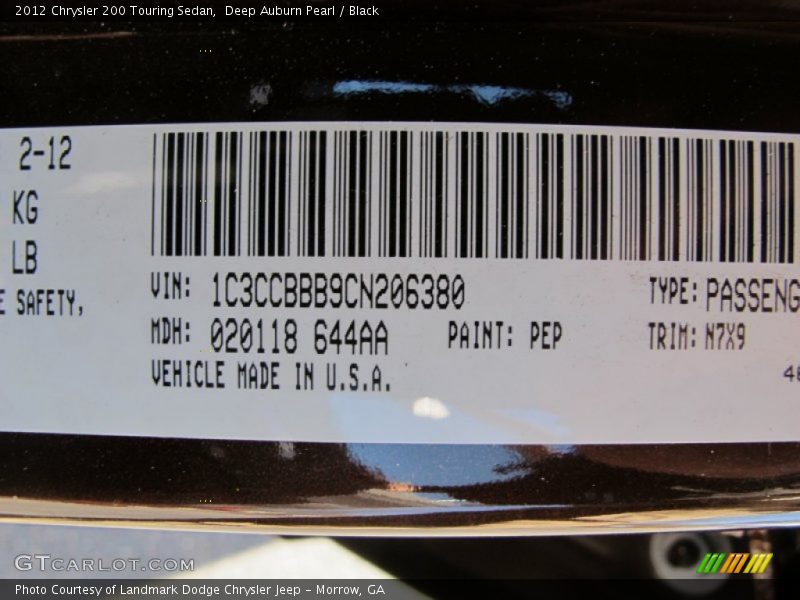 2012 Chrysler 200 Touring Sedan, Deep Auburn Pearl / Black
2-12
KG
LB
E SAFETY,
VIN: 1C3CCBBB9CN206380
TYPE: PASSENG
MDH: 020118 644AA
PAINT: PEP
TRIM: N7X9
VEHICLE MADE IN U.S.A.
48
GTCARLOT.COM
Photo Courtesy of Landmark Dodge Chrysler Jeep – Morrow, GA